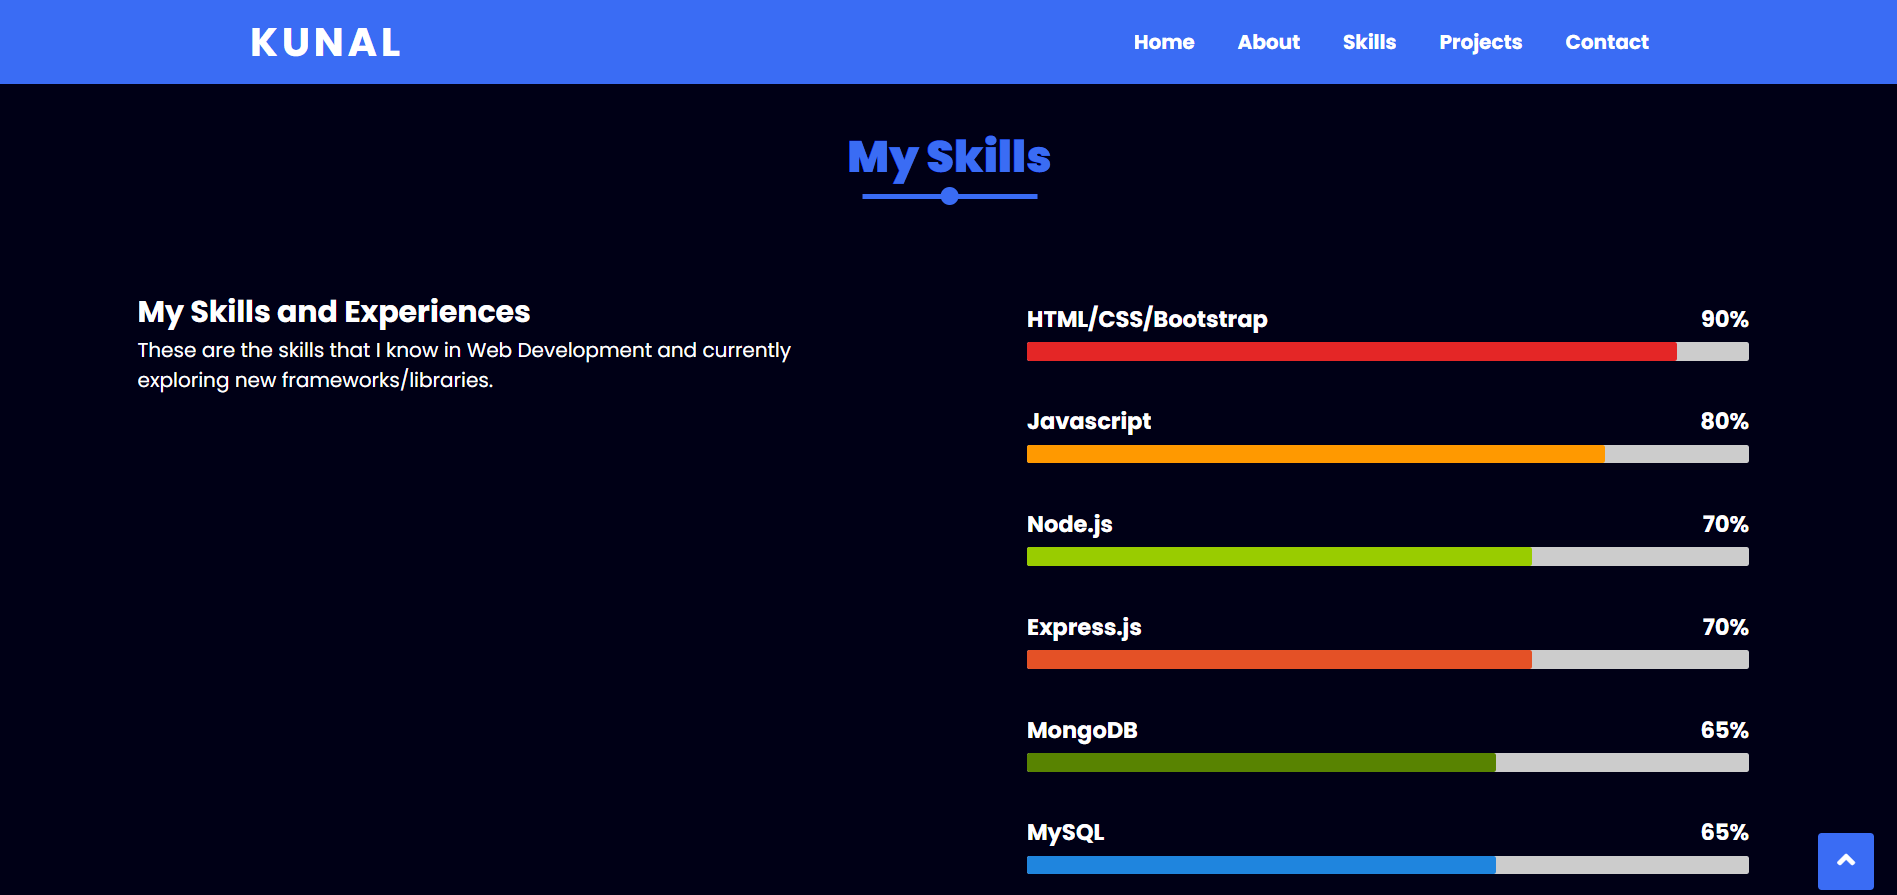 KUNAL
Home About Skills Projects Contact
My Skills
My Skills and Experiences
These are the skills that I know in Web Development and currently
exploring new frameworks/libraries.
HTML/CSS/Bootstrap 90%
Javascript 80%
Node.js 70%
Express.js 70%
MongoDB 65%
MySQL 65%